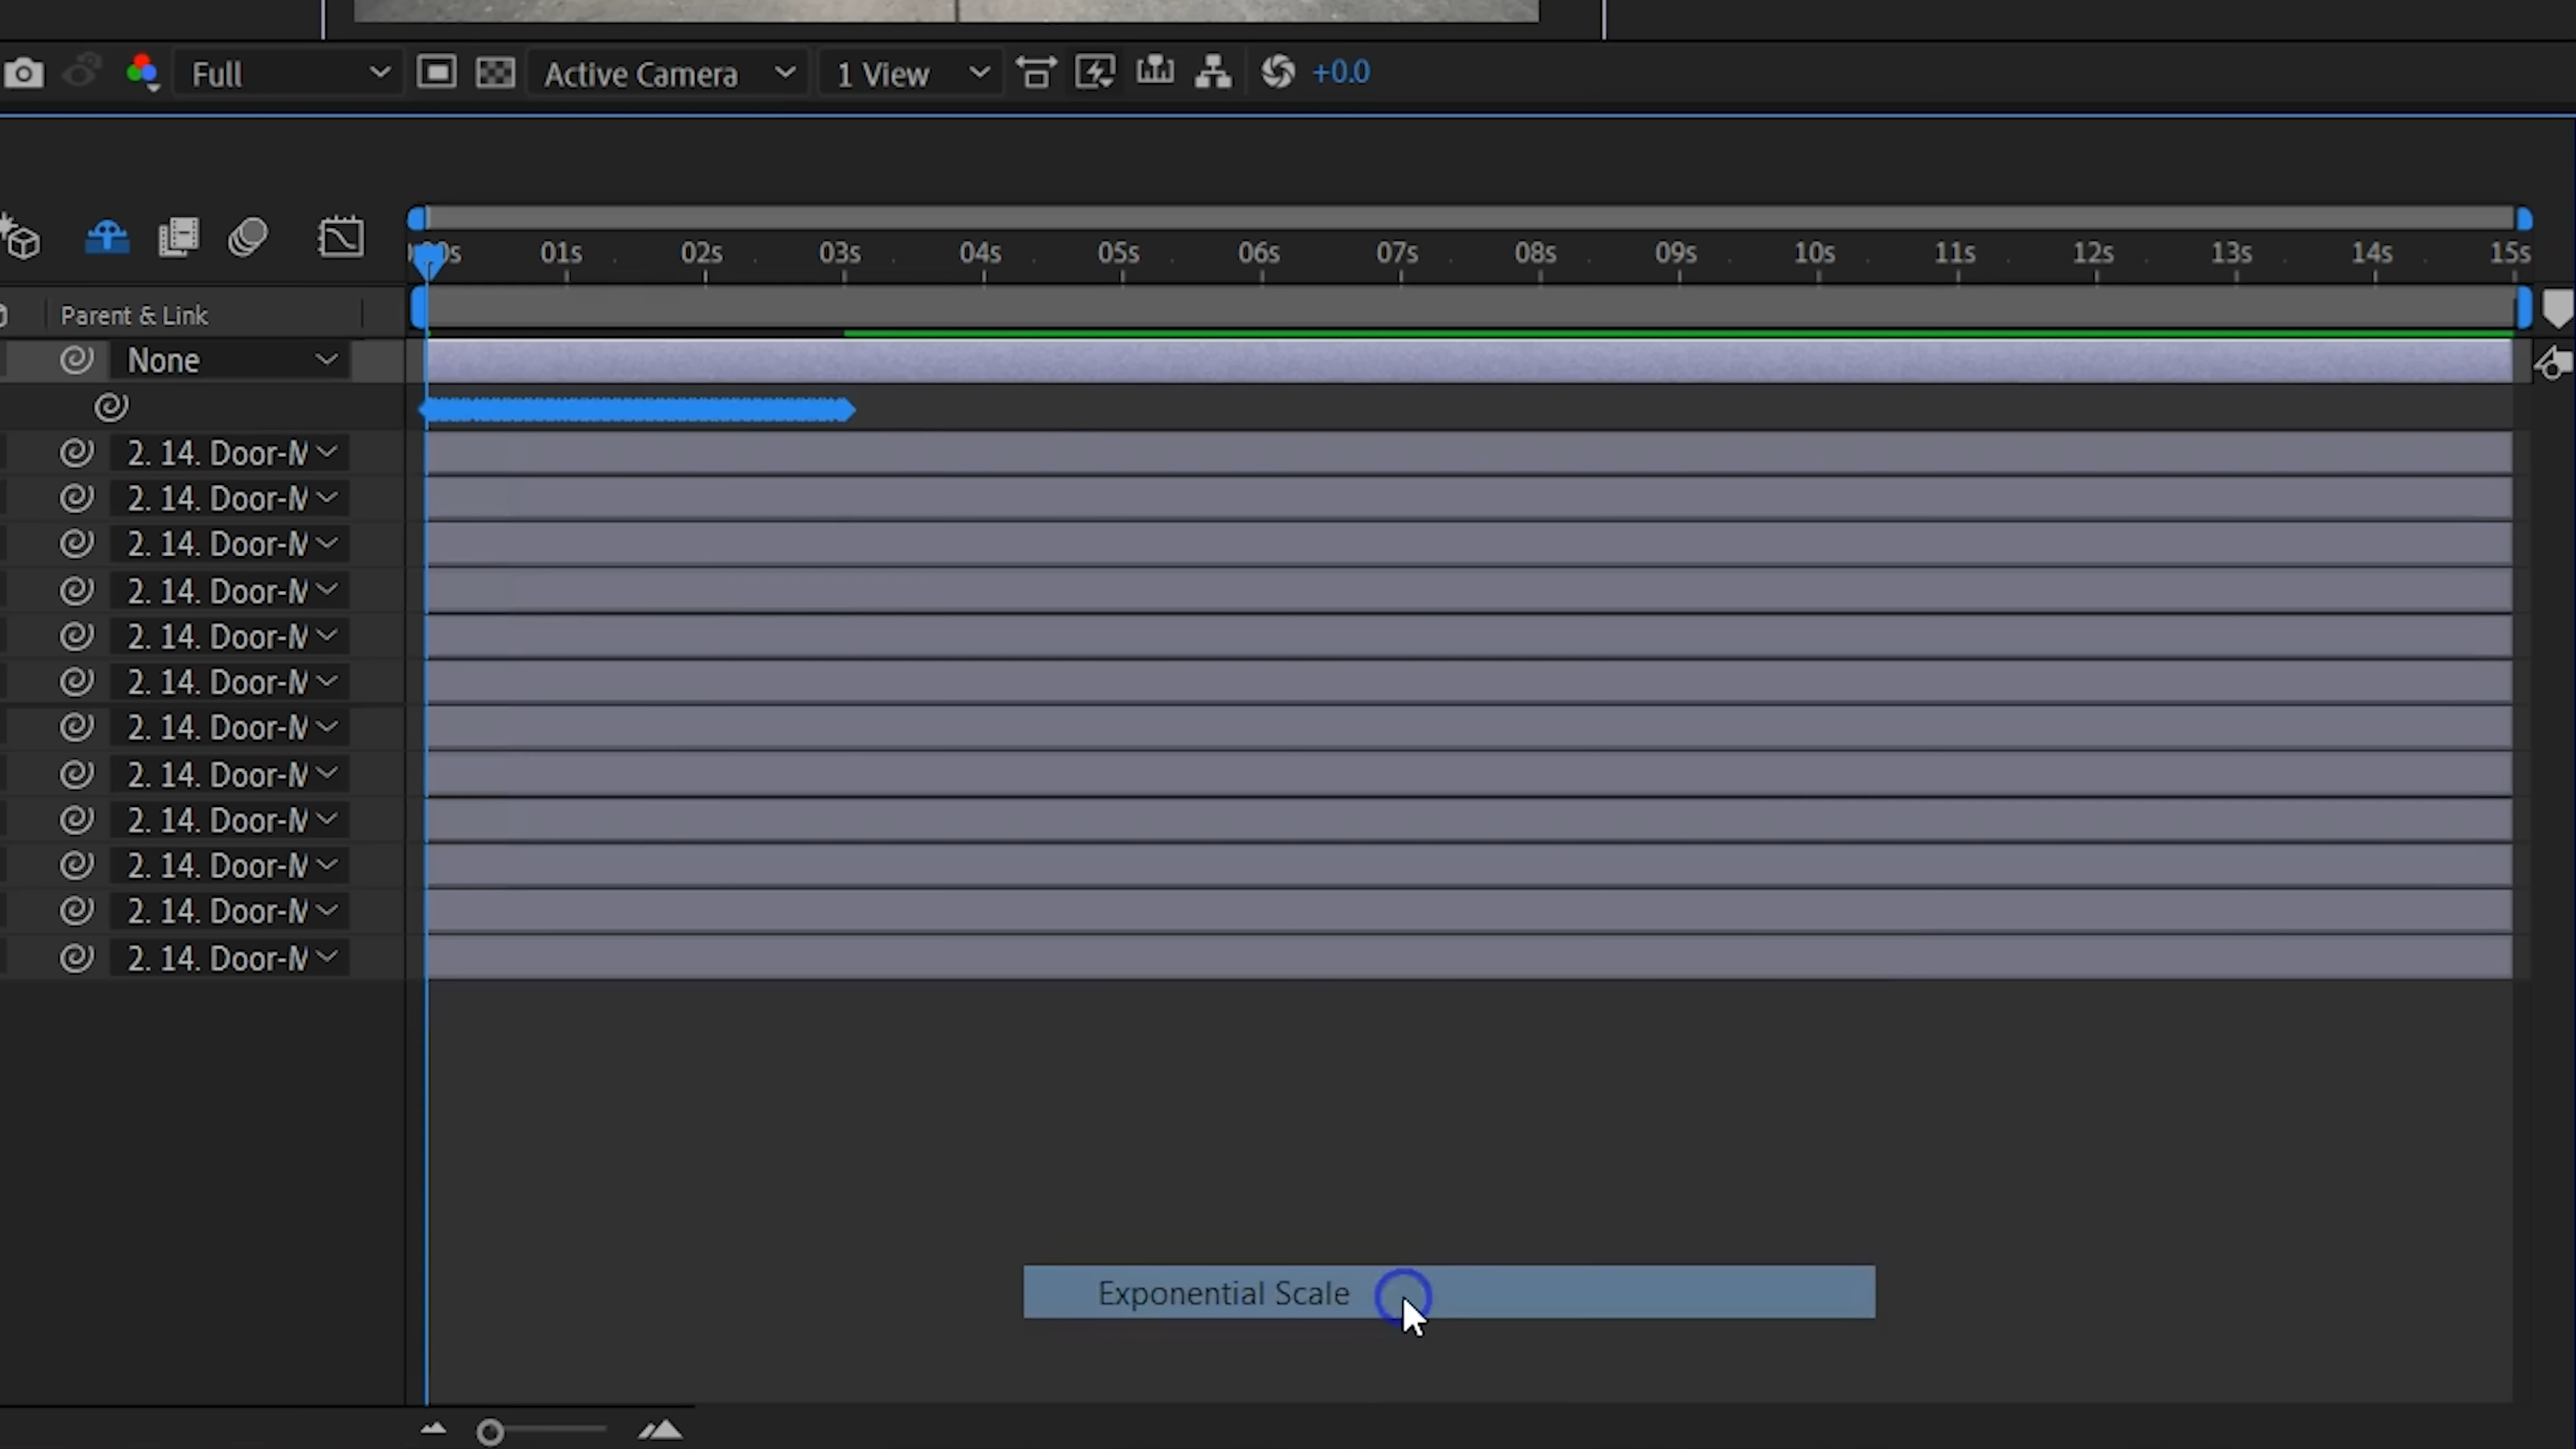 Full Active Camera 1 View +0.0
01s 02s 03s 04s 05s 06s 07s 08s 09s 10s 11s 12s 13s 14s 15s
Parent & Link
None
2. 14. Door-M
2. 14. Door-M
2. 14. Door-M
2. 14. Door-M
2. 14. Door-M
2. 14. Door-M
2. 14. Door-M
2. 14. Door-M
2. 14. Door-M
2. 14. Door-M
2. 14. Door-M
2. 14. Door-M
Exponential Scale